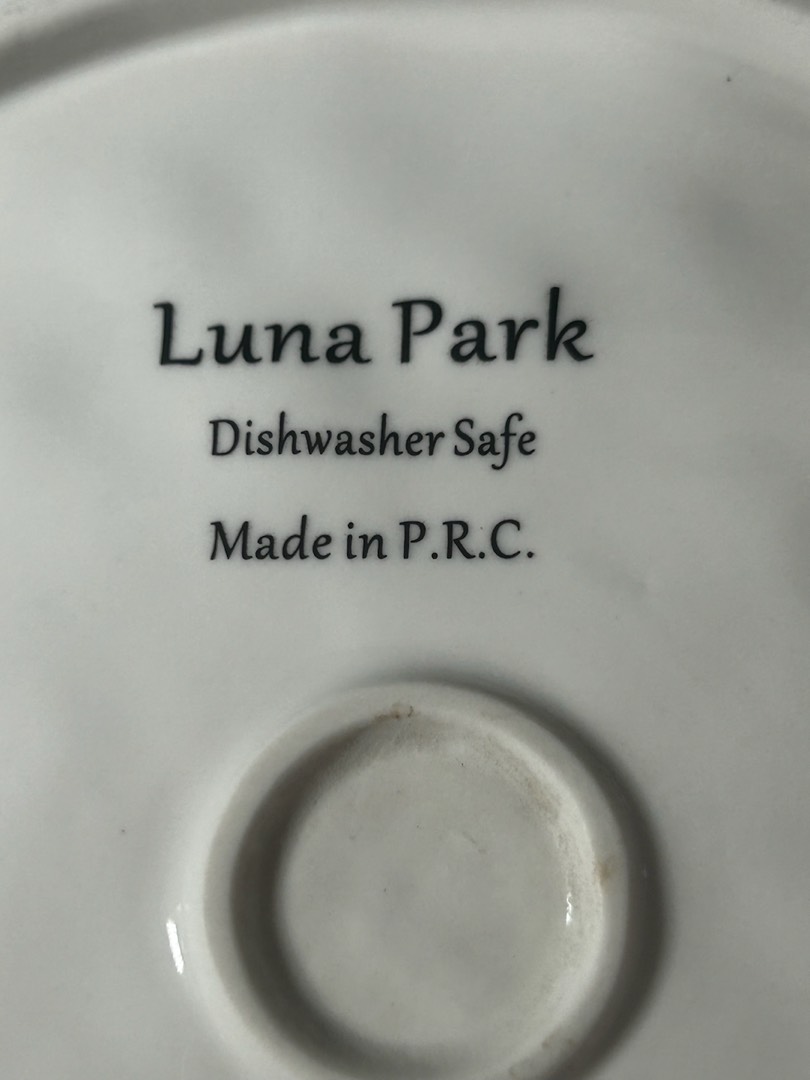 Luna Park
Dishwasher Safe
Made in P.R.C.